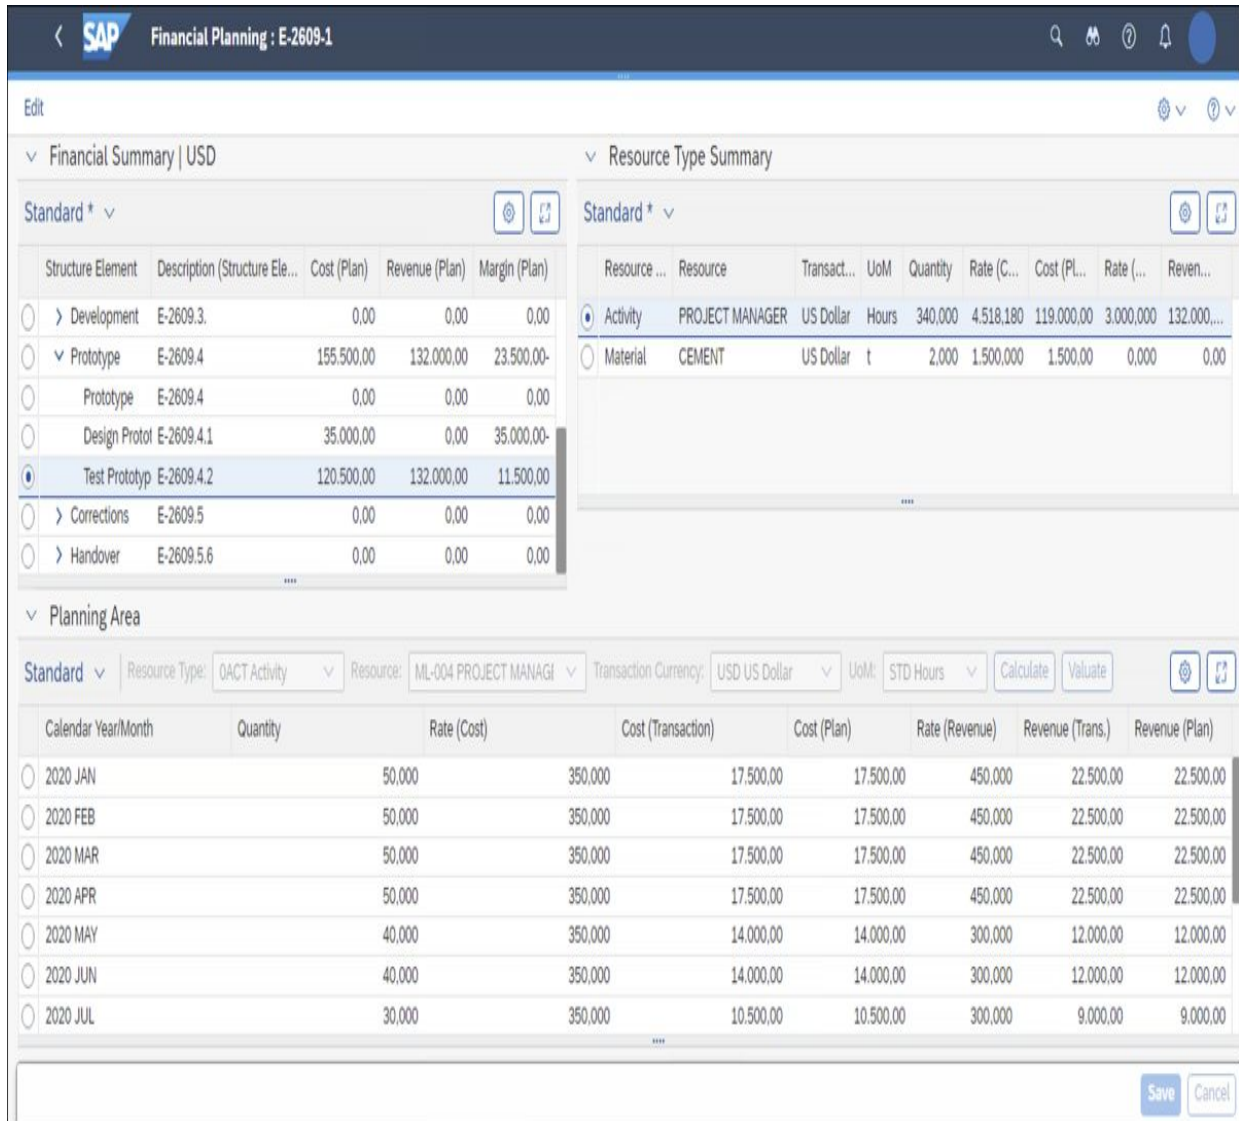 SAP Financial Planning : E-2609-1
Edit
Financial Summary | USD
Standard *
Structure Element Description (Structure Ele... Cost (Plan) Revenue (Plan) Margin (Plan)
Development E-2609.3. 0,00 0,00 0,00
Prototype E-2609.4 155.500,00 132.000,00 23.500,00-
Prototype E-2609.4 0,00 0,00 0,00
Design Protot E-2609.4.1 35.000,00 0,00 35.000,00-
Test Prototyp E-2609.4.2 120.500,00 132.000,00 11.500,00
Corrections E-2609.5 0,00 0,00 0,00
Handover E-2609.5.6 0,00 0,00 0,00
Resource Type Summary
Standard *
Resource ... Resource Transact... UoM Quantity Rate (C... Cost (Pl... Rate (... Reven...
Activity PROJECT MANAGER US Dollar Hours 340,000 4.518,180 119.000,00 3.000,000 132.000,...
Material CEMENT US Dollar t 2,000 1.500,000 1.500,00 0,000 0,00
Planning Area
Standard Resource Type: 0ACT Activity Resource: ML-004 PROJECT MANAGE Transaction Currency: USD US Dollar UoM: STD Hours Calculate Valuate
Calendar Year/Month Quantity Rate (Cost) Cost (Transaction) Cost (Plan) Rate (Revenue) Revenue (Trans.) Revenue (Plan)
2020 JAN 50,000 350,000 17.500,00 17.500,00 450,000 22.500,00 22.500,00
2020 FEB 50,000 350,000 17.500,00 17.500,00 450,000 22.500,00 22.500,00
2020 MAR 50,000 350,000 17.500,00 17.500,00 450,000 22.500,00 22.500,00
2020 APR 50,000 350,000 17.500,00 17.500,00 450,000 22.500,00 22.500,00
2020 MAY 40,000 350,000 14.000,00 14.000,00 300,000 12.000,00 12.000,00
2020 JUN 40,000 350,000 14.000,00 14.000,00 300,000 12.000,00 12.000,00
2020 JUL 30,000 350,000 10.500,00 10.500,00 300,000 9.000,00 9.000,00
Save Cancel